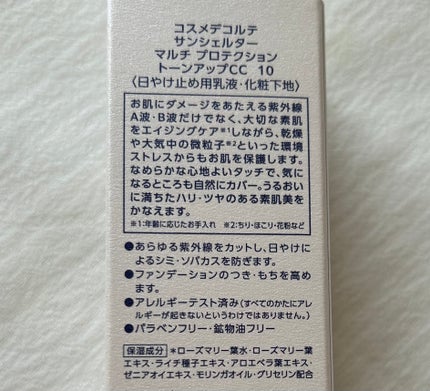 コスメデコルテ
サンシェルター
マルチ プロテクション
トーンアップCC 10
〈日やけ止め用乳液・化粧下地〉
お肌にダメージをあたえる紫外線
A波・B波だけでなく、大切な素肌
をエイジングケア※1しながら、乾燥
や大気中の微粒子※2といった環境
ストレスからもお肌を保護します。
なめらかな心地よいタッチで、気に
なるところも自然にカバー。うるおい
に満ちたハリ・ツヤのある素肌美を
かなえます。
※1:年齢に応じたお手入れ ※2:ちり・ほこり・花粉など
●あらゆる紫外線をカットし、日やけに
よるシミ・ソバカスを防ぎます。
●ファンデーションのつき・もちを高め
ます。
●アレルギーテスト済み(すべてのかたにアレ
ルギーが起きないというわけではありません。)
●パラベンフリー・鉱物油フリー
保湿成分 *ローズマリー葉水・ローズマリー葉
エキス・ライチ種子エキス・アロエベラ葉エキス・
ゼニアオイエキス・モリンガオイル・グリセリン配合